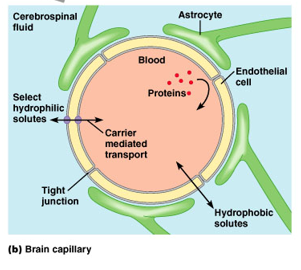 Cerebrospinal
fluid
Astrocyte
Blood
Endothelial
cell
Proteins
Select
hydrophilic
solutes
Carrier
mediated
transport
Tight
junction
Hydrophobic
solutes
(b) Brain capillary